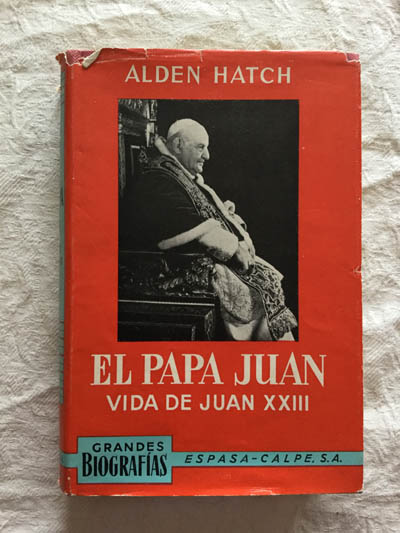 ALDEN HATCH
EL PAPA JUAN
VIDA DE JUAN XXIII
GRANDES
BIOGRAFÍAS
ESPASA-CALPE, S.A.